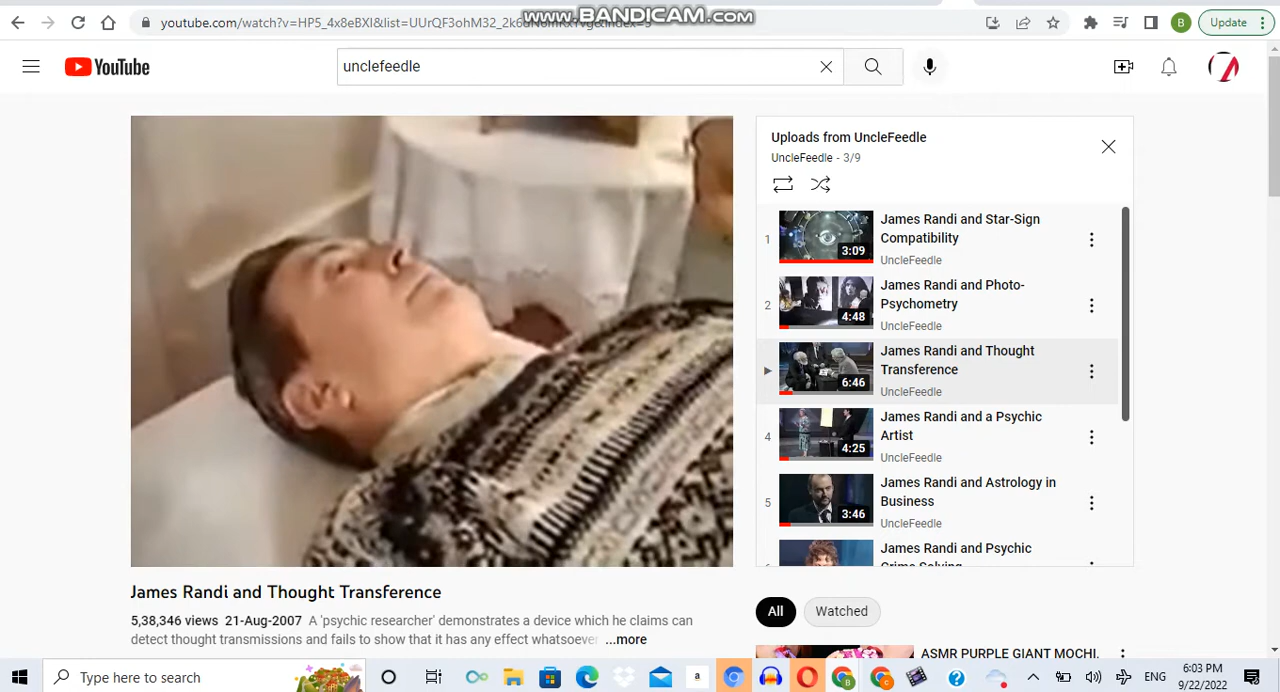 www.BANDICAM.com
youtube.com/watch?v=HP5_4x8eBXI&list=UUrQF3ohM32_2k6
Update
YouTube
unclefeedle
Uploads from UncleFeedle
UncleFeedle - 3/9
1
3:09
James Randi and Star-Sign
Compatibility
UncleFeedle
2
4:48
James Randi and Photo-
Psychometry
UncleFeedle
6:46
James Randi and Thought
Transference
UncleFeedle
4
4:25
James Randi and a Psychic
Artist
UncleFeedle
5
3:46
James Randi and Astrology in
Business
UncleFeedle
James Randi and Psychic
Crime Solving
James Randi and Thought Transference
5,38,346 views 21-Aug-2007 A 'psychic researcher' demonstrates a device which he claims can
detect thought transmissions and fails to show that it has any effect whatsoever ...more
All
Watched
ASMR PURPLE GIANT MOCHI,
Type here to search
ENG
6:03 PM
9/22/2022